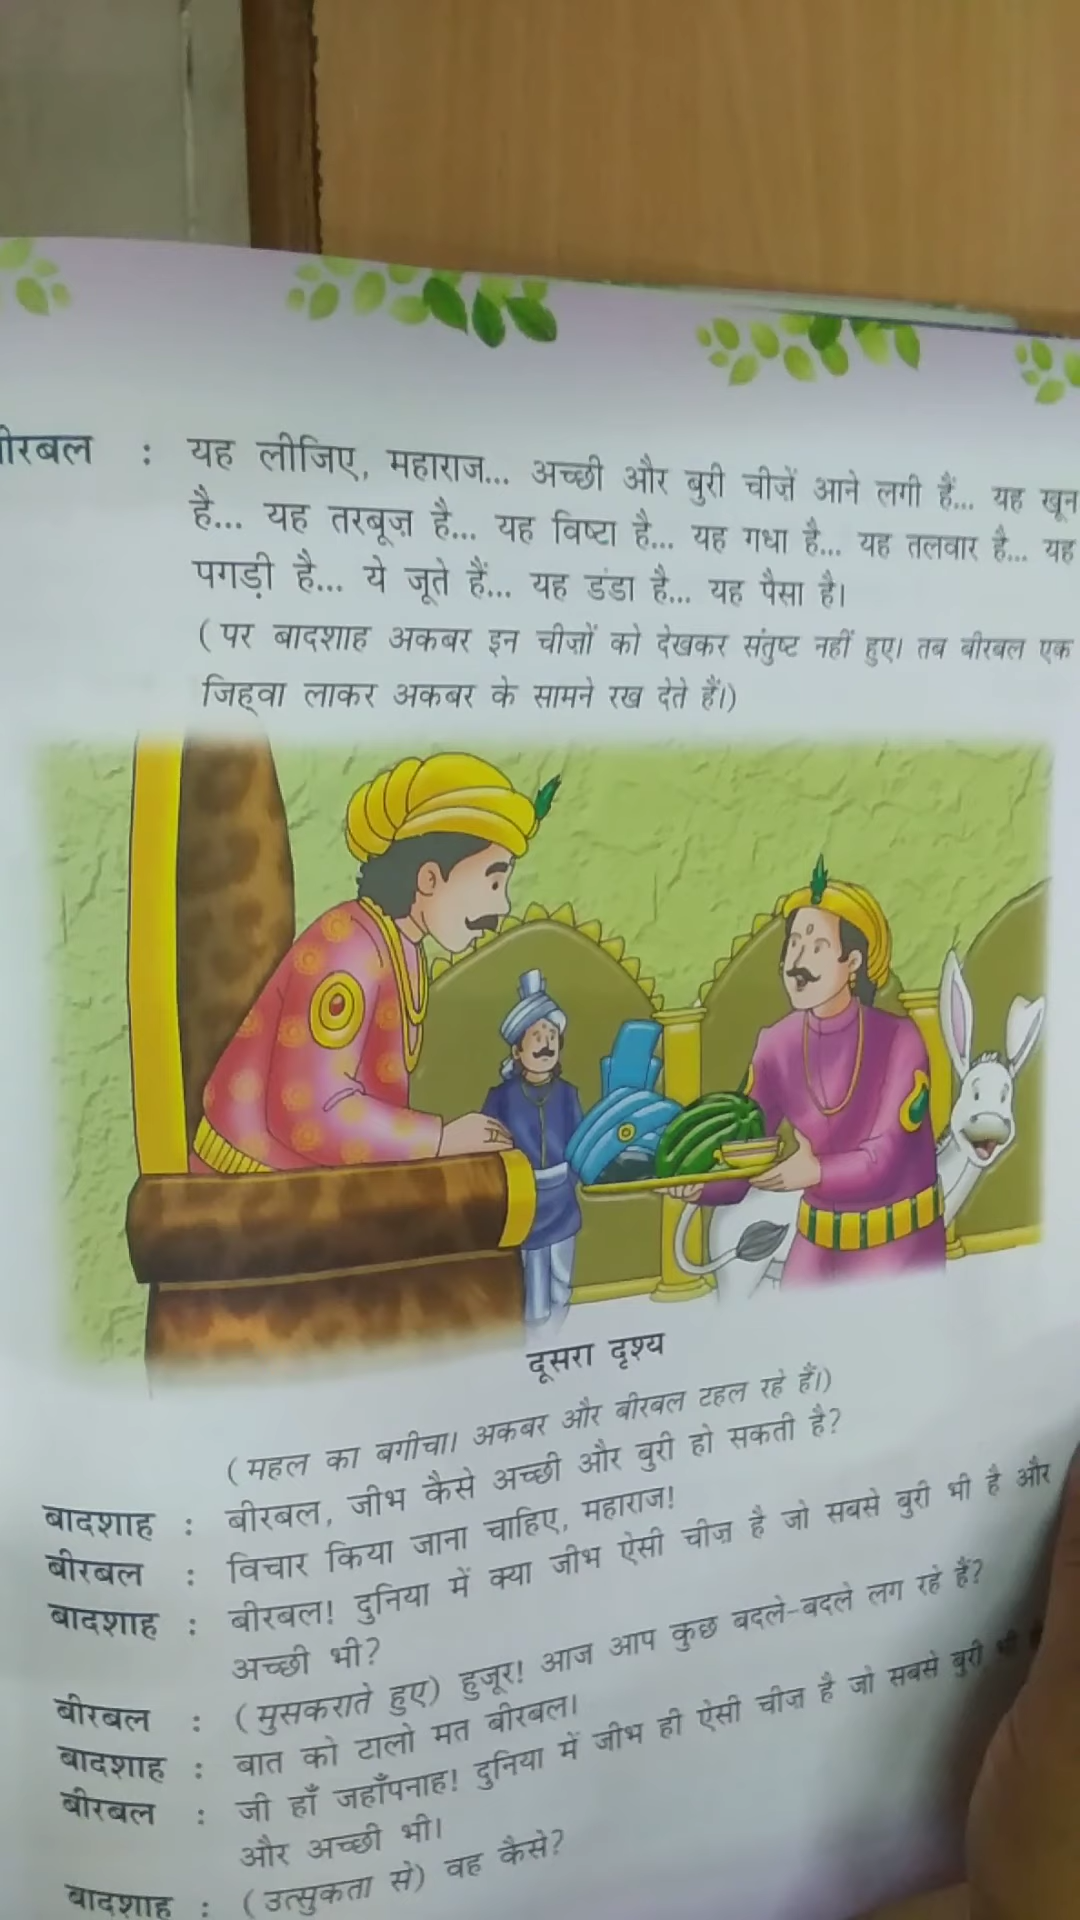 बीरबल : यह लीजिए, महाराज... अच्छी और बुरी चीज़ें आने लगी हैं... यह खून
है... यह तरबूज़ है... यह विष्टा है... यह गधा है... यह तलवार है... यह
पगड़ी है... ये जूते हैं... यह डंडा है... यह पैसा है।
(पर बादशाह अकबर इन चीज़ों को देखकर संतुष्ट नहीं हुए। तब बीरबल एक
जिह्वा लाकर अकबर के सामने रख देते हैं।)
दूसरा दृश्य
(महल का बगीचा। अकबर और बीरबल टहल रहे हैं।)
बादशाह : बीरबल, जीभ कैसे अच्छी और बुरी हो सकती है?
बीरबल : विचार किया जाना चाहिए, महाराज!
बादशाह : बीरबल! दुनिया में क्या जीभ ऐसी चीज़ है जो सबसे बुरी भी है और
अच्छी भी?
बीरबल : (मुसकराते हुए) हुजूर! आज आप कुछ बदले-बदले लग रहे हैं?
बादशाह : बात को टालो मत बीरबल।
बीरबल : जी हाँ जहाँपनाह! दुनिया में जीभ ही ऐसी चीज़ है जो सबसे बुरी भी
और अच्छी भी।
बादशाह : (उत्सुकता से) वह कैसे?